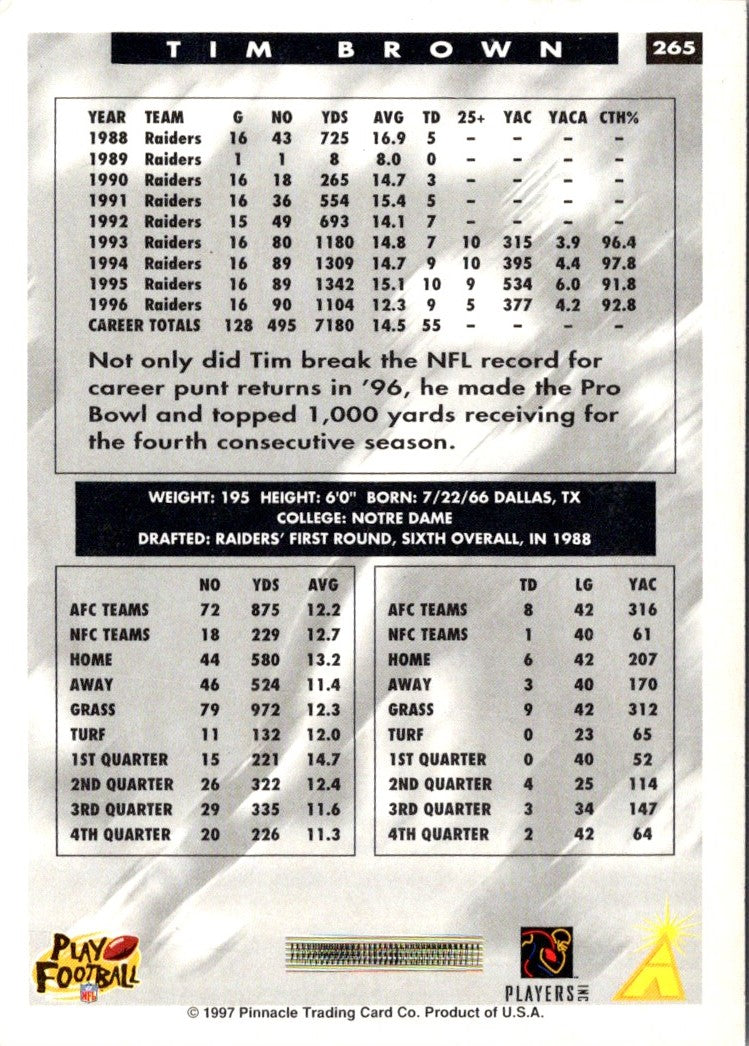 TIM BROWN 265
YEAR TEAM G NO YDS AVG TD 25+ YAC YACA CTH%
1988 Raiders 16 43 725 16.9 5 – – – –
1989 Raiders 1 1 8 8.0 0 – – – –
1990 Raiders 16 18 265 14.7 3 – – – –
1991 Raiders 16 36 554 15.4 5 – – – –
1992 Raiders 15 49 693 14.1 7 – – – –
1993 Raiders 16 80 1180 14.8 7 10 315 3.9 96.4
1994 Raiders 16 89 1309 14.7 9 10 395 4.4 97.8
1995 Raiders 16 89 1342 15.1 10 9 534 6.0 91.8
1996 Raiders 16 90 1104 12.3 9 5 377 4.2 92.8
CAREER TOTALS 128 495 7180 14.5 55 – – – –
Not only did Tim break the NFL record for
career punt returns in '96, he made the Pro
Bowl and topped 1,000 yards receiving for
the fourth consecutive season.
WEIGHT: 195 HEIGHT: 6'0" BORN: 7/22/66 DALLAS, TX
COLLEGE: NOTRE DAME
DRAFTED: RAIDERS' FIRST ROUND, SIXTH OVERALL, IN 1988
NO YDS AVG
AFC TEAMS 72 875 12.2
NFC TEAMS 18 229 12.7
HOME 44 580 13.2
AWAY 46 524 11.4
GRASS 79 972 12.3
TURF 11 132 12.0
1ST QUARTER 15 221 14.7
2ND QUARTER 26 322 12.4
3RD QUARTER 29 335 11.6
4TH QUARTER 20 226 11.3
TD LG YAC
AFC TEAMS 8 42 316
NFC TEAMS 1 40 61
HOME 6 42 207
AWAY 3 40 170
GRASS 9 42 312
TURF 0 23 65
1ST QUARTER 0 40 52
2ND QUARTER 4 25 114
3RD QUARTER 3 34 147
4TH QUARTER 2 42 64
PLAY
FOOTBALL
NFL
PLAYERS INC
© 1997 Pinnacle Trading Card Co. Product of U.S.A.